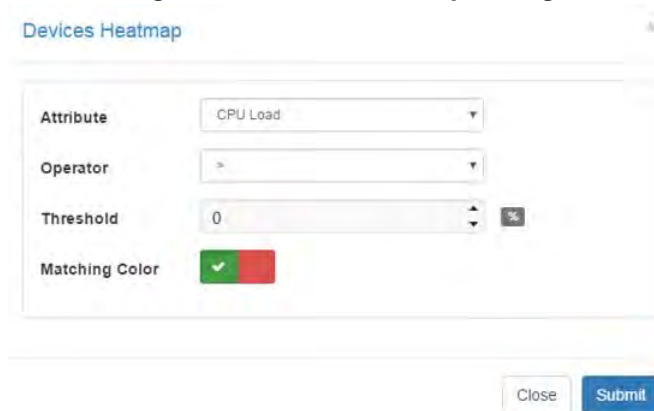 Devices Heatmap
Attribute CPU Load
Operator >
Threshold 0 %
Matching Color
Close Submit